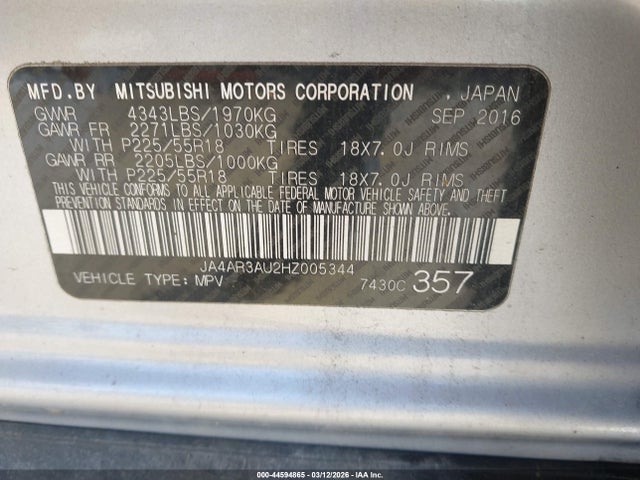 MFD.BY MITSUBISHI MOTORS CORPORATION . JAPAN
GVWR 4343LBS/1970KG SEP 2016
GAWR FR 2271LBS/1030KG
WITH P225/55R18 TIRES 18X7.0J RIMS
GAWR RR 2205LBS/1000KG
WITH P225/55R18 TIRES 18X7.0J RIMS
THIS VEHICLE CONFORMS TO ALL APPLICABLE FEDERAL MOTOR VEHICLE SAFETY AND THEFT
PREVENTION STANDARDS IN EFFECT ON THE DATE OF MANUFACTURE SHOWN ABOVE.
JA4AR3AU2HZ005344
VEHICLE TYPE: MPV 7430C 357
000-44594865 - 03/12/2026 - IAA Inc.